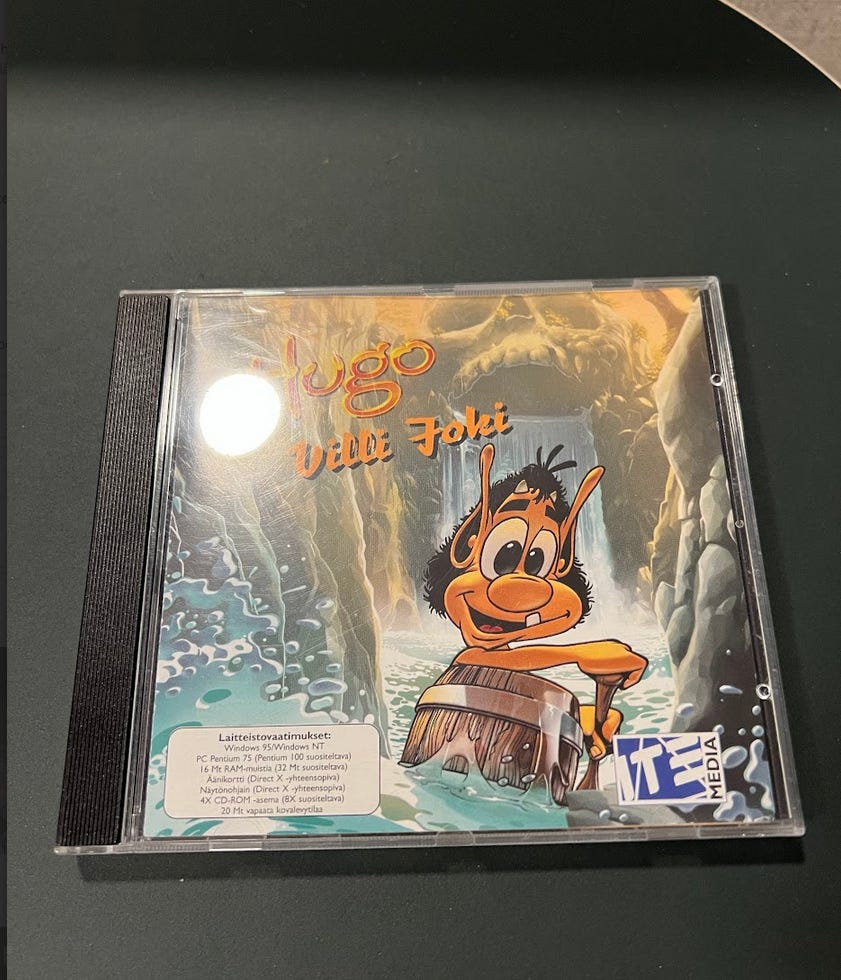 Hugo
Villi Joki
Laitteistovaatimukset:
Windows 95/Windows NT
PC Pentium 75 (Pentium 100 suositeltava)
16 Mt RAM-muistia (32 Mt suositeltava)
Äänikortti (Direct X -yhteensopiva)
Näytönohjain (Direct X -yhteensopiva)
4X CD-ROM -asema (8X suositeltava)
20 Mt vapaata kovalevytilaa
ITE
MEDIA